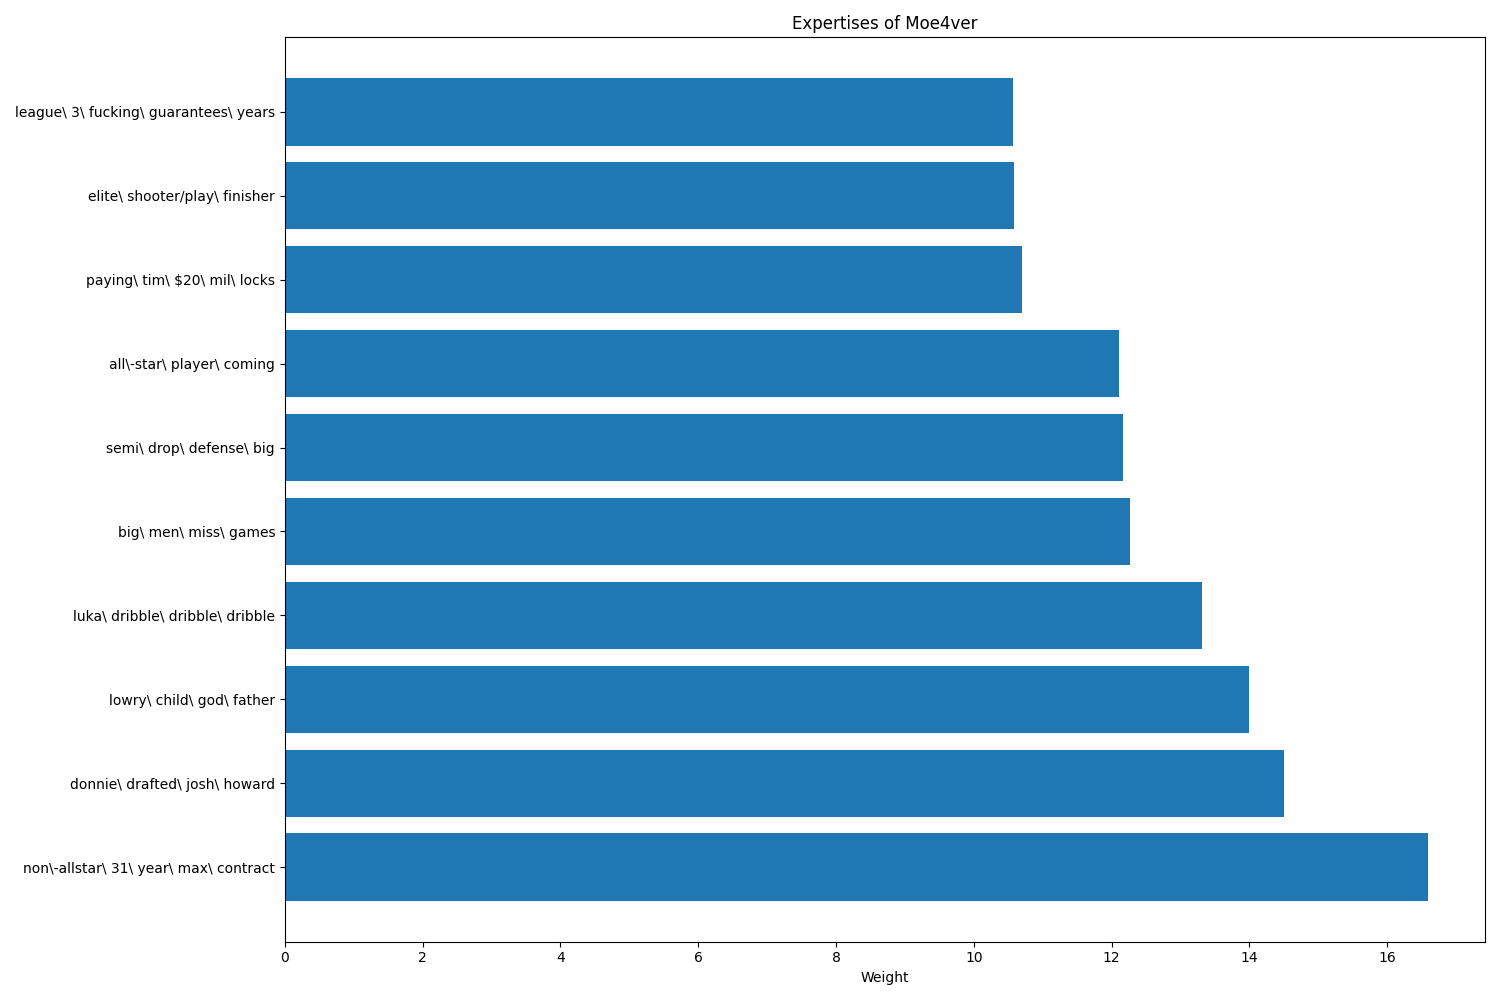 Expertises of Moe4ver
league\ 3\ fucking\ guarantees\ years
elite\ shooter/play\ finisher
paying\ tim\ $20\ mil\ locks
all\-star\ player\ coming
semi\ drop\ defense\ big
big\ men\ miss\ games
luka\ dribble\ dribble\ dribble
lowry\ child\ god\ father
donnie\ drafted\ josh\ howard
non\-allstar\ 31\ year\ max\ contract
0 2 4 6 8 10 12 14 16
Weight